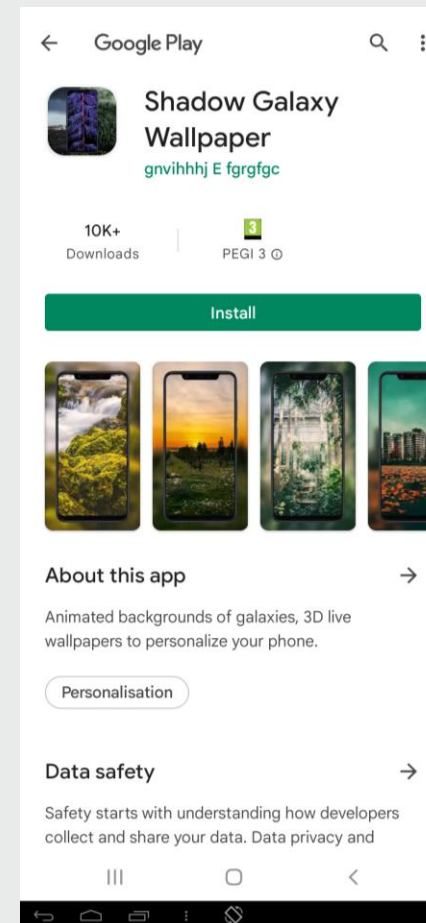 Google Play
Shadow Galaxy
Wallpaper
gnvihhhj E fgrgfgc
10K+
Downloads
3
PEGI 3
Install
About this app
Animated backgrounds of galaxies, 3D live
wallpapers to personalize your phone.
Personalisation
Data safety
Safety starts with understanding how developers
collect and share your data. Data privacy and